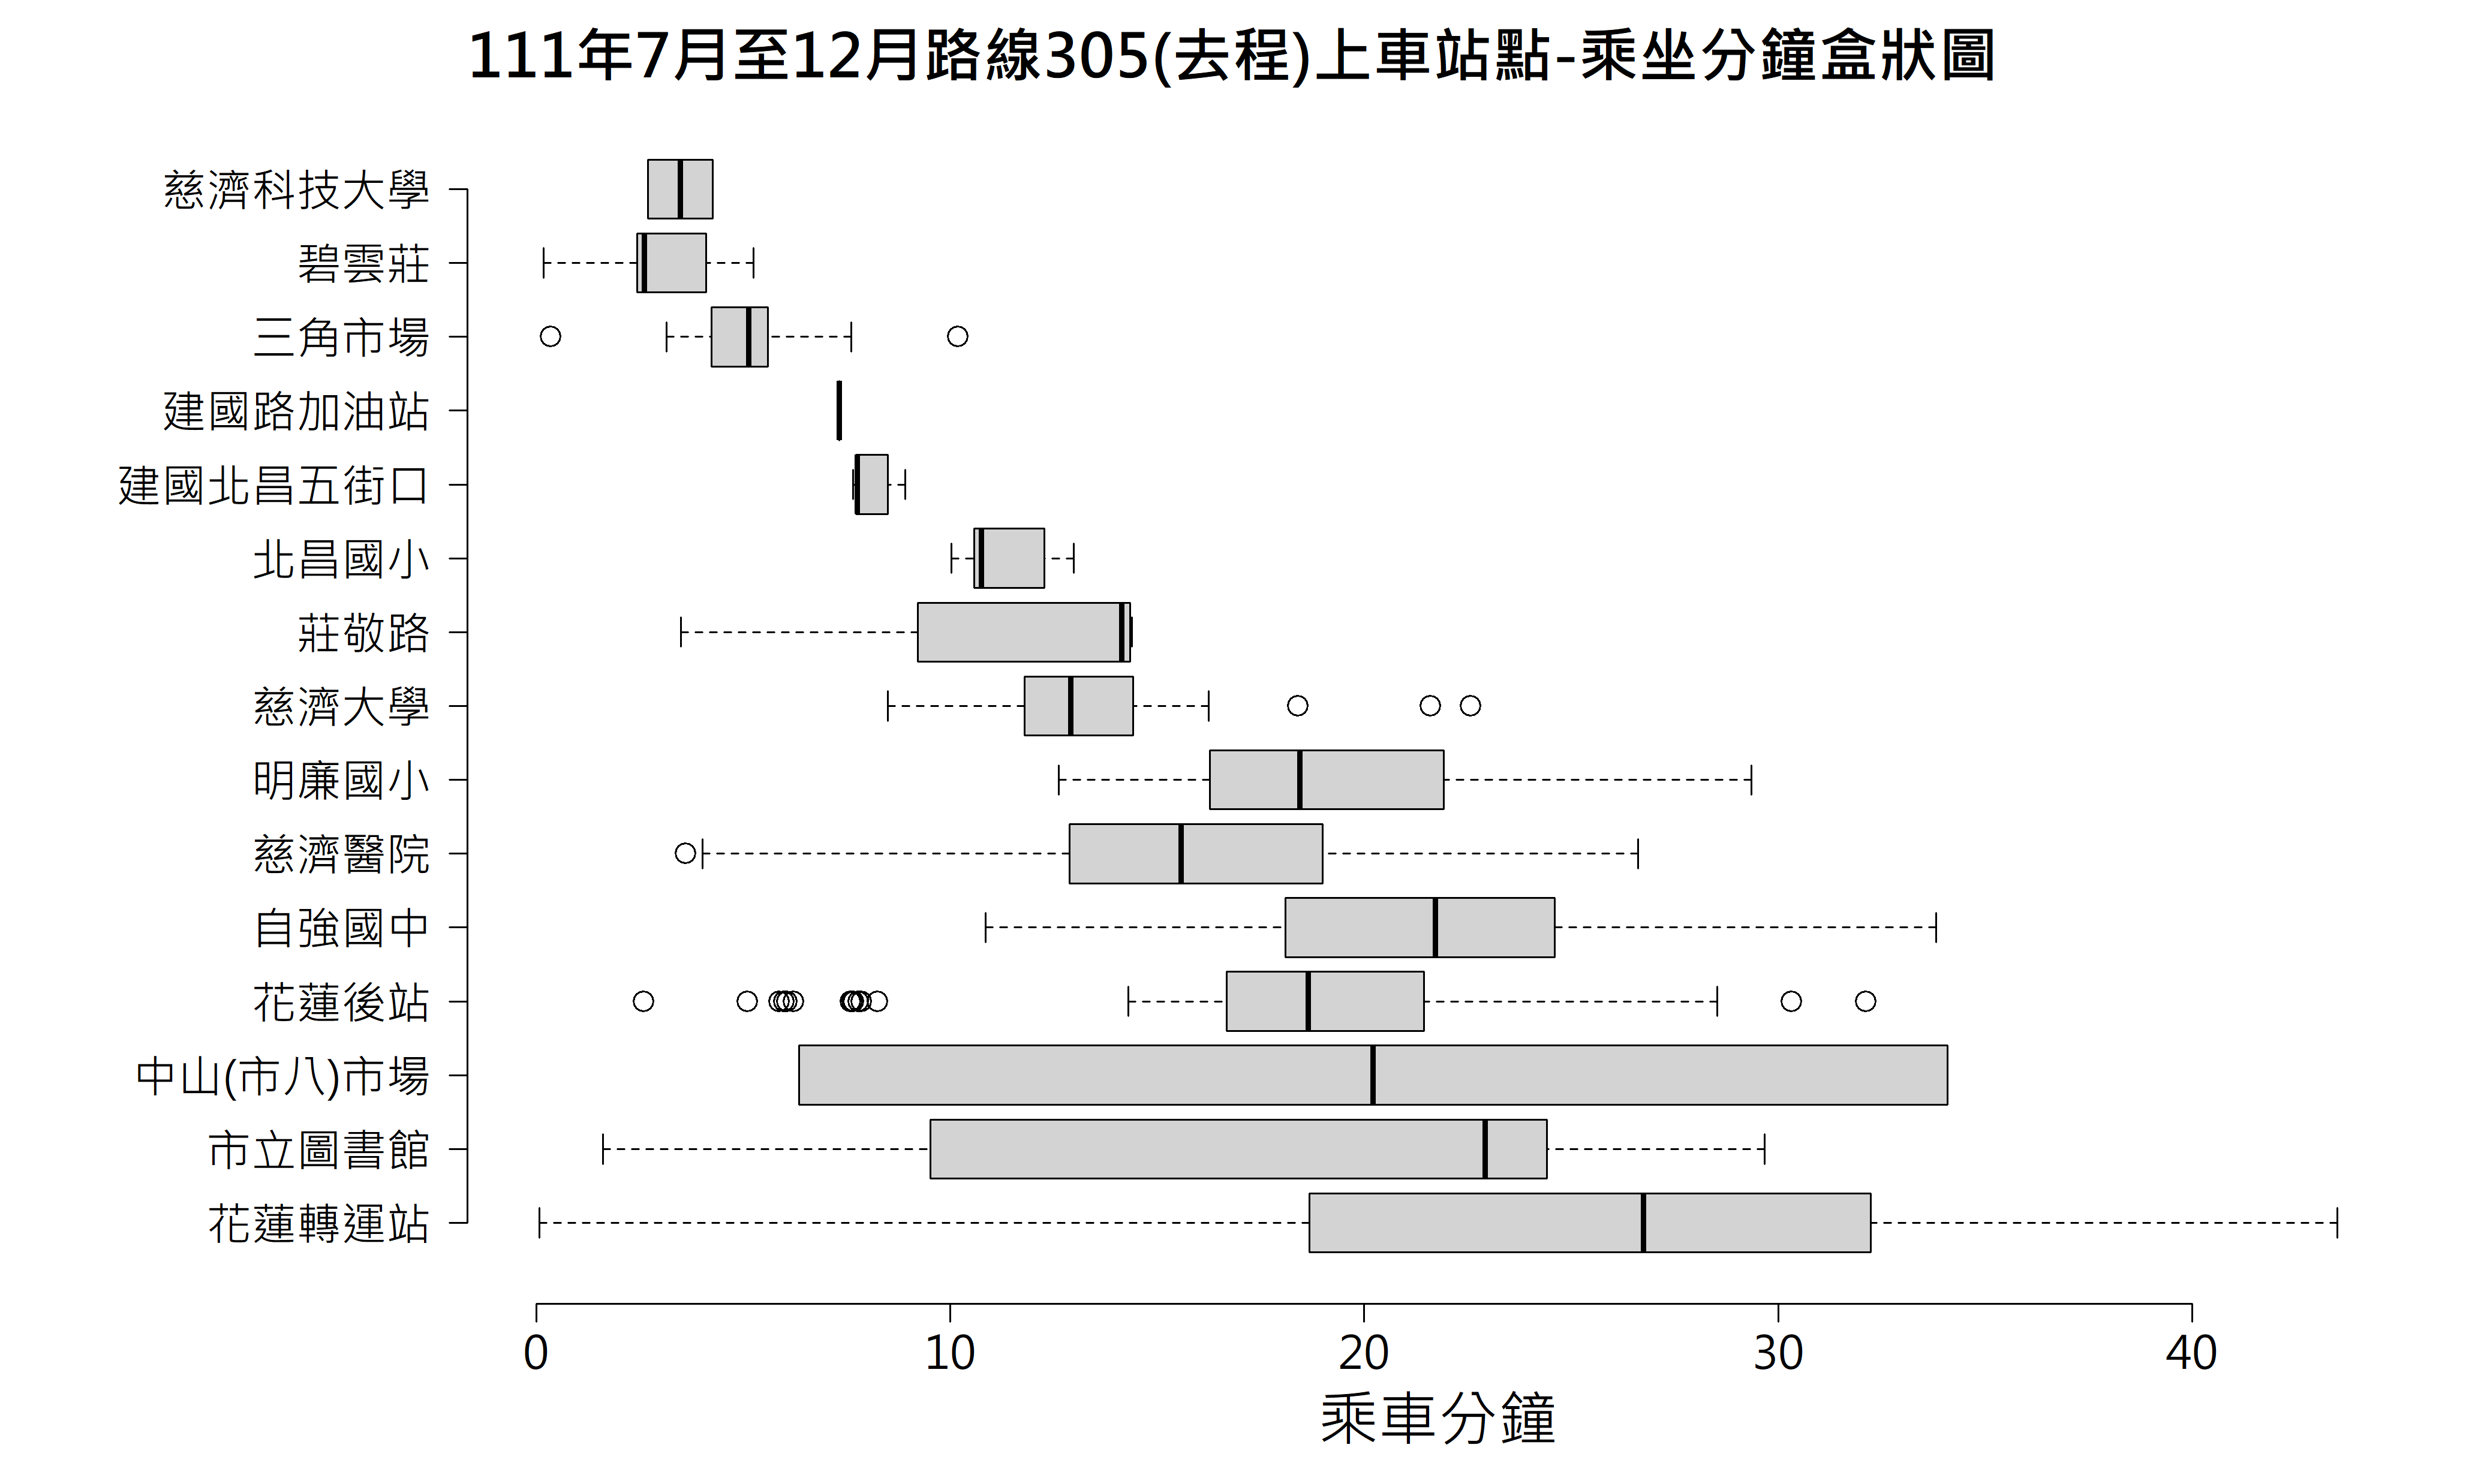 111年7月至12月路線305(去程)上車站點-乘坐分鐘盒狀圖
慈濟科技大學
碧雲莊
三角市場
建國路加油站
建國北昌五街口
北昌國小
莊敬路
慈濟大學
明廉國小
慈濟醫院
自強國中
花蓮後站
中山(市八)市場
市立圖書館
花蓮轉運站
0 10 20 30 40
乘車分鐘